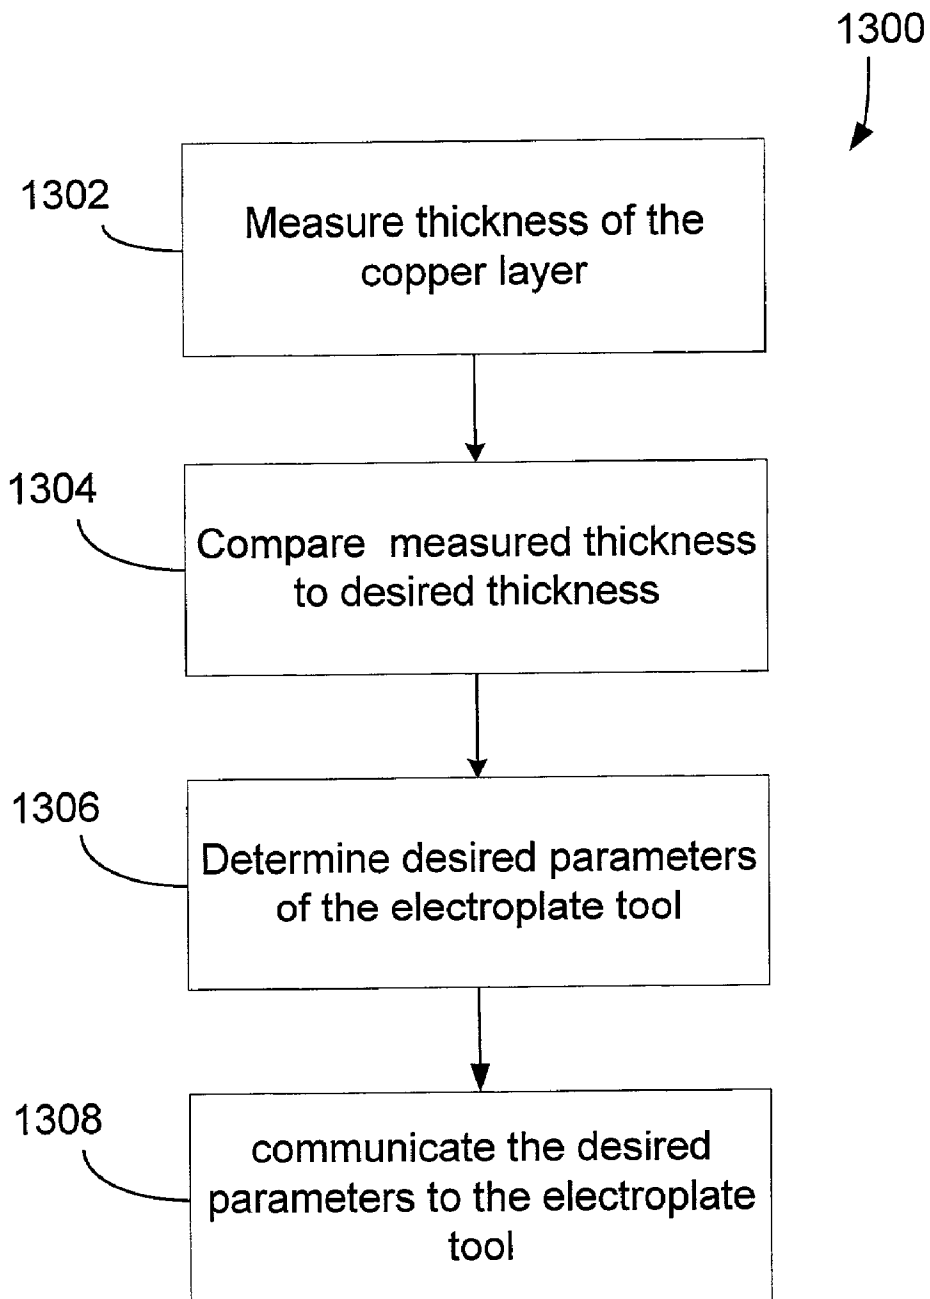 1300
1302
Measure thickness of the
copper layer
1304
Compare measured thickness
to desired thickness
1306
Determine desired parameters
of the electroplate tool
1308
communicate the desired
parameters to the electroplate
tool